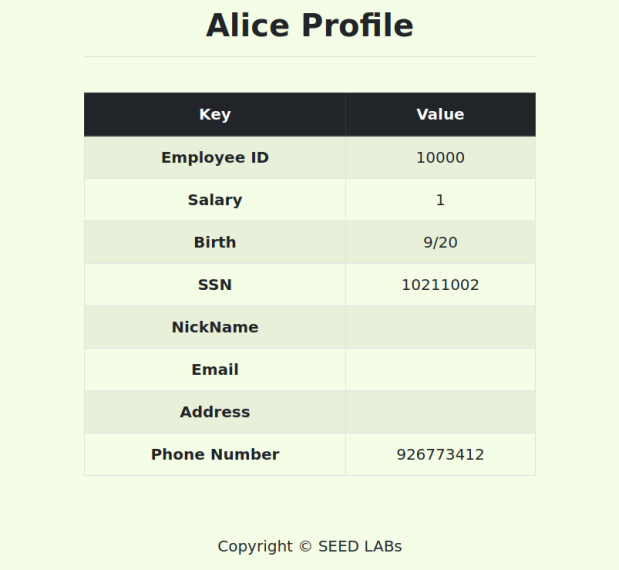 Alice Profile
Key Value
Employee ID 10000
Salary 1
Birth 9/20
SSN 10211002
NickName
Email
Address
Phone Number 926773412
Copyright © SEED LABs